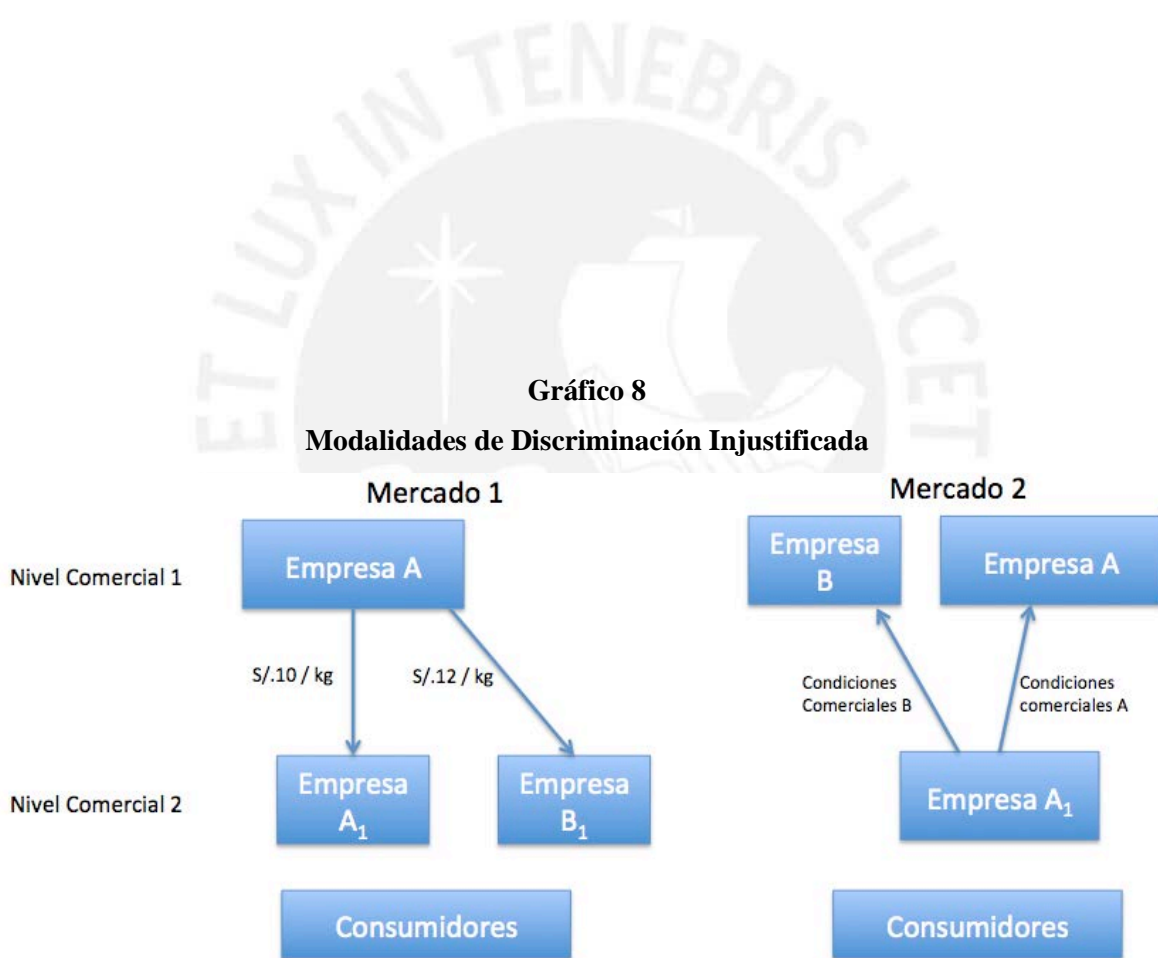 ET LUX IN TENEBRIS LUCET
Gráfico 8
Modalidades de Discriminación Injustificada
Mercado 1
Mercado 2
Nivel Comercial 1
Empresa A
Empresa
B
Empresa A
S/.10 / kg
S/.12 / kg
Condiciones
Comerciales B
Condiciones
comerciales A
Nivel Comercial 2
Empresa
A₁
Empresa
B₁
Empresa A₁
Consumidores
Consumidores